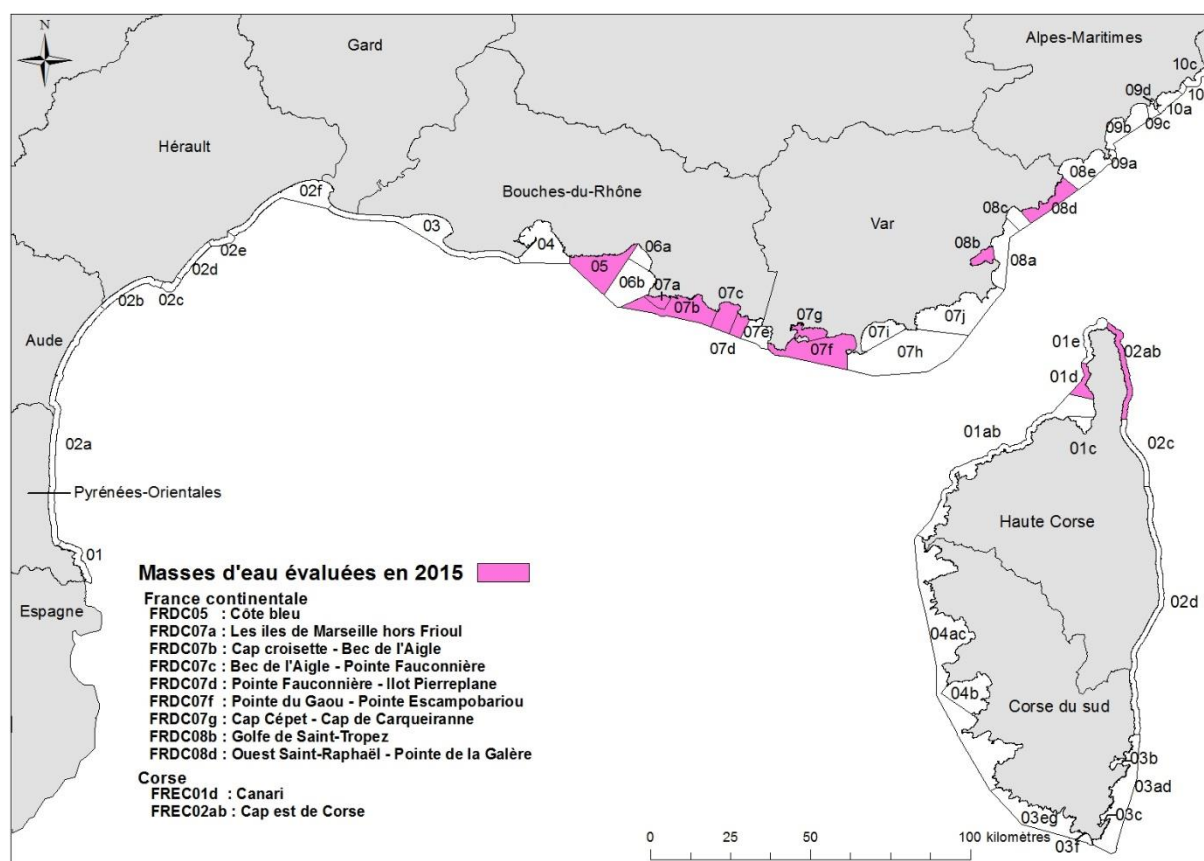 N
Gard
Alpes-Maritimes
10c
09d
10
10a
09b
09c
Hérault
09a
08e
02f
Bouches-du-Rhône
08c
08d
03
Var
04
06a
08b
08a
02e
05
02d
06b
07a
07c
02b
02c
07b
07g
07j
07e
07i
Aude
07d
07f
07h
01e
02ab
01d
01ab
02c
02a
01c
Pyrénées-Orientales
Haute Corse
01
Masses d'eau évaluées en 2015
France continentale
Espagne
FRDC05 : Côte bleu
02d
FRDC07a : Les iles de Marseille hors Frioul
04ac
FRDC07b : Cap croisette - Bec de l'Aigle
FRDC07c : Bec de l'Aigle - Pointe Fauconnière
FRDC07d : Pointe Fauconnière - Ilot Pierreplane
04b
FRDC07f : Pointe du Gaou - Pointe Escampobariou
Corse du sud
FRDC07g : Cap Cépet - Cap de Carqueiranne
FRDC08b : Golfe de Saint-Tropez
FRDC08d : Ouest Saint-Raphaël - Pointe de la Galère
03b
Corse
03ad
FREC01d : Canari
FREC02ab : Cap est de Corse
03c
03eg
03f
0 25 50 100 kilomètres